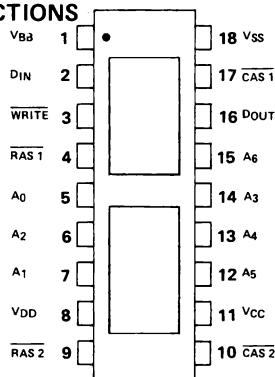 CTIONS
VBB 1 18 VSS
DIN 2 17 CAS 1
WRITE 3 16 DOUT
RAS 1 4 15 A6
A0 5 14 A3
A2 6 13 A4
A1 7 12 A5
VDD 8 11 VCC
RAS 2 9 10 CAS 2